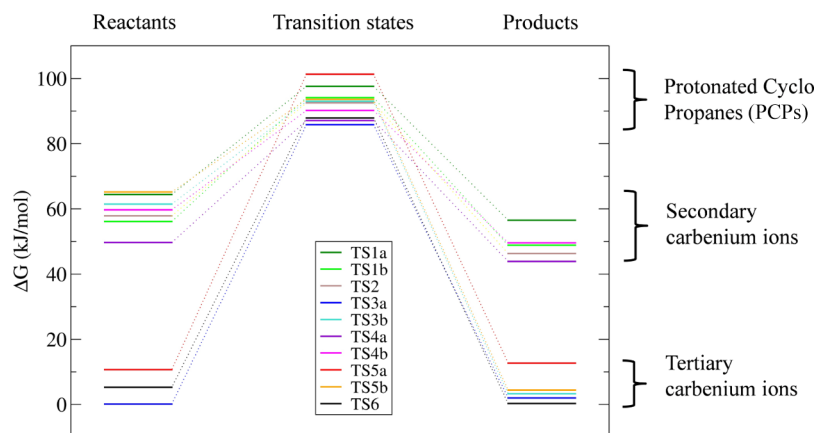 Reactants Transition states Products
100
80
60
40
20
0
ΔG (kJ/mol)
TS1a
TS1b
TS2
TS3a
TS3b
TS4a
TS4b
TS5a
TS5b
TS6
Protonated Cyclo
Propanes (PCPs)
Secondary
carbenium ions
Tertiary
carbenium ions